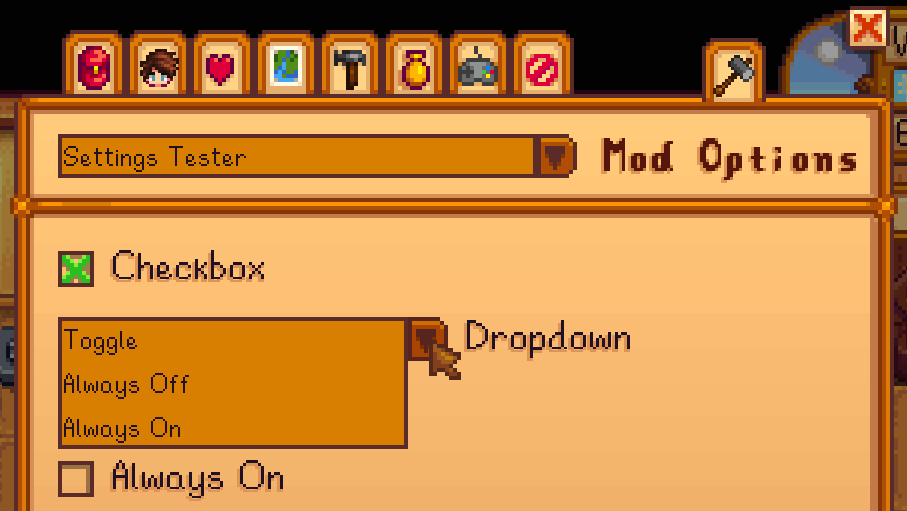 Settings Tester
Mod Options
Checkbox
Toggle
Dropdown
Always Off
Always On
Always On